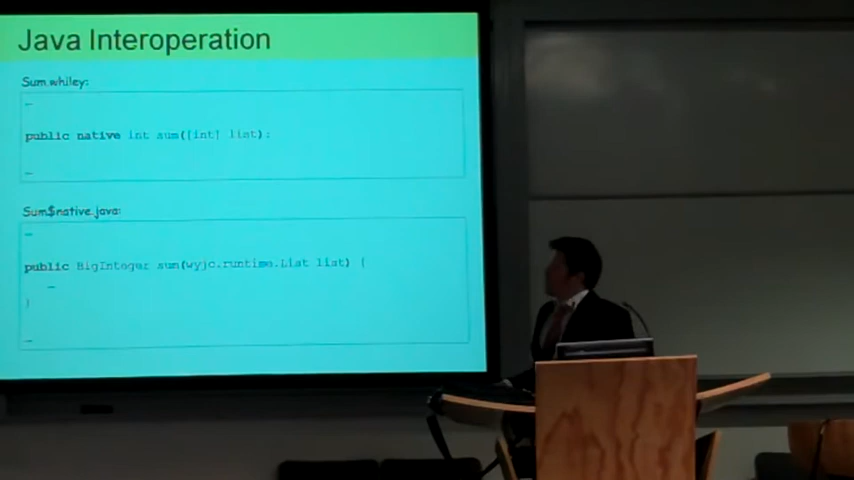 Java Interoperation
Sum.whiley:
...
public native int sum([int] list):
...
Sum$native.java:
...
public BigInteger sum(wyjc.runtime.List list) {
...
}
...